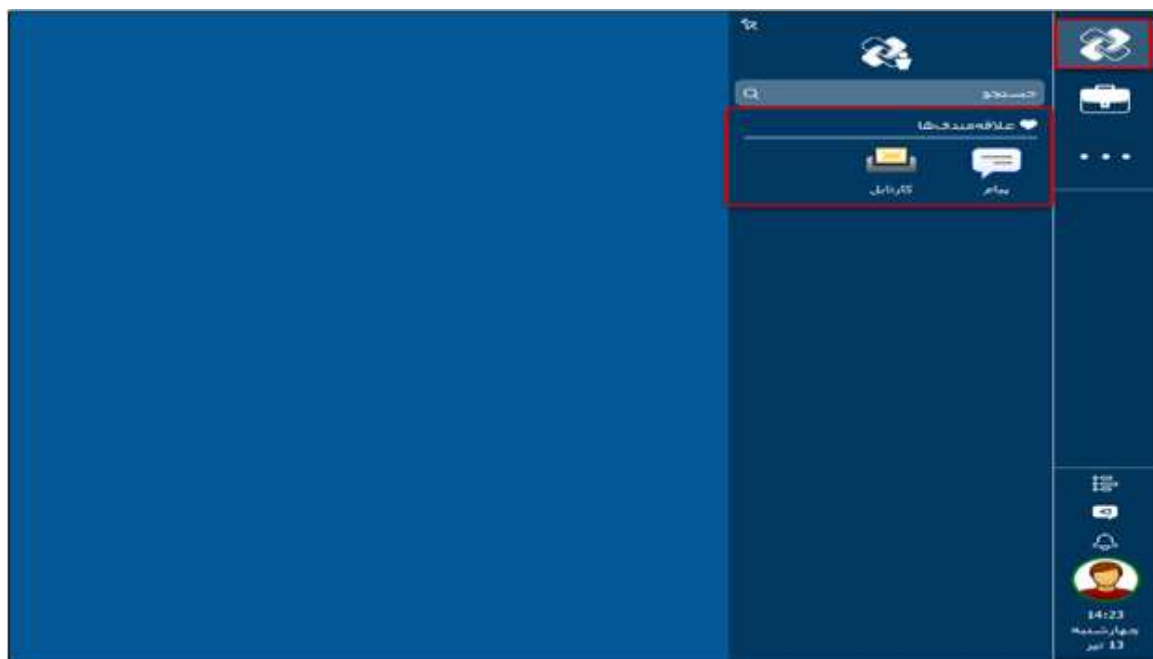 جستجو
علاقه‌مندی‌ها
پیام
کارتابل
14:23
چهارشنبه
13 تیر